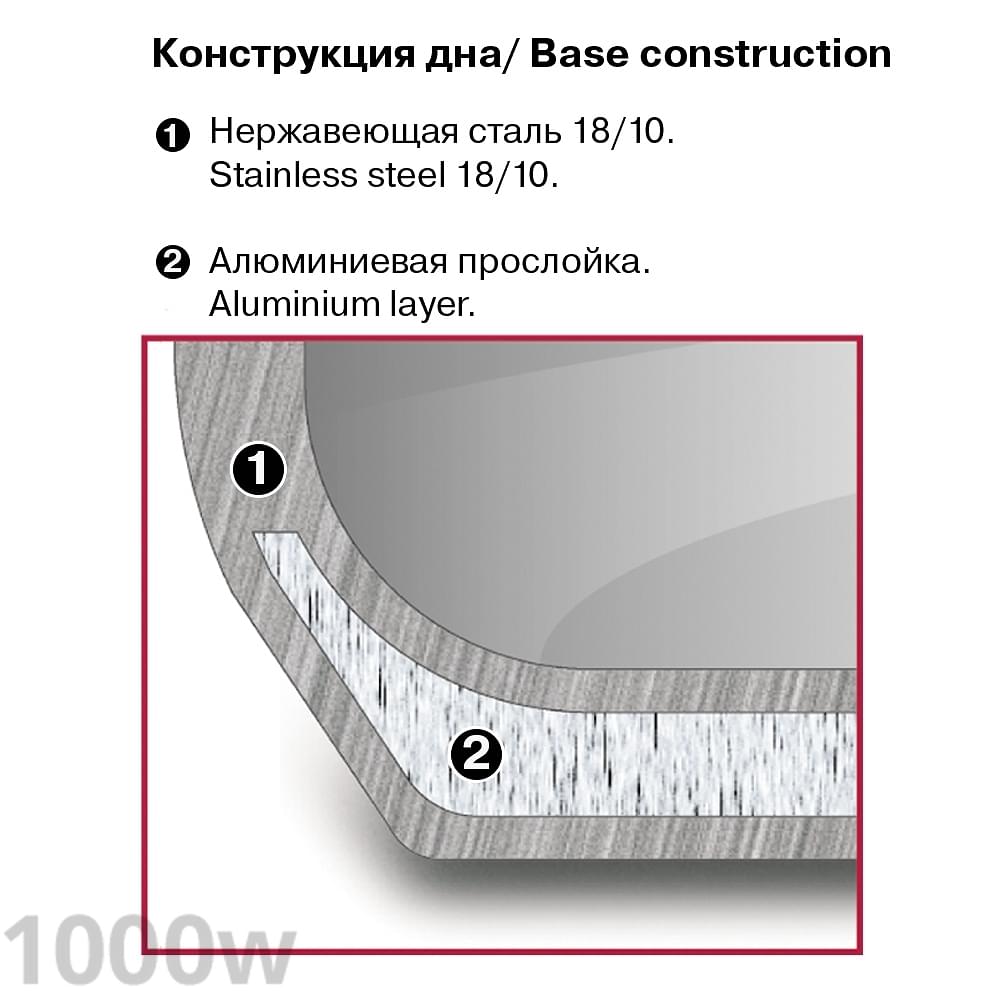 Конструкция дна/ Base construction
1 Нержавеющая сталь 18/10.
Stainless steel 18/10.
2 Алюминиевая прослойка.
Aluminium layer.
1
2
1000w